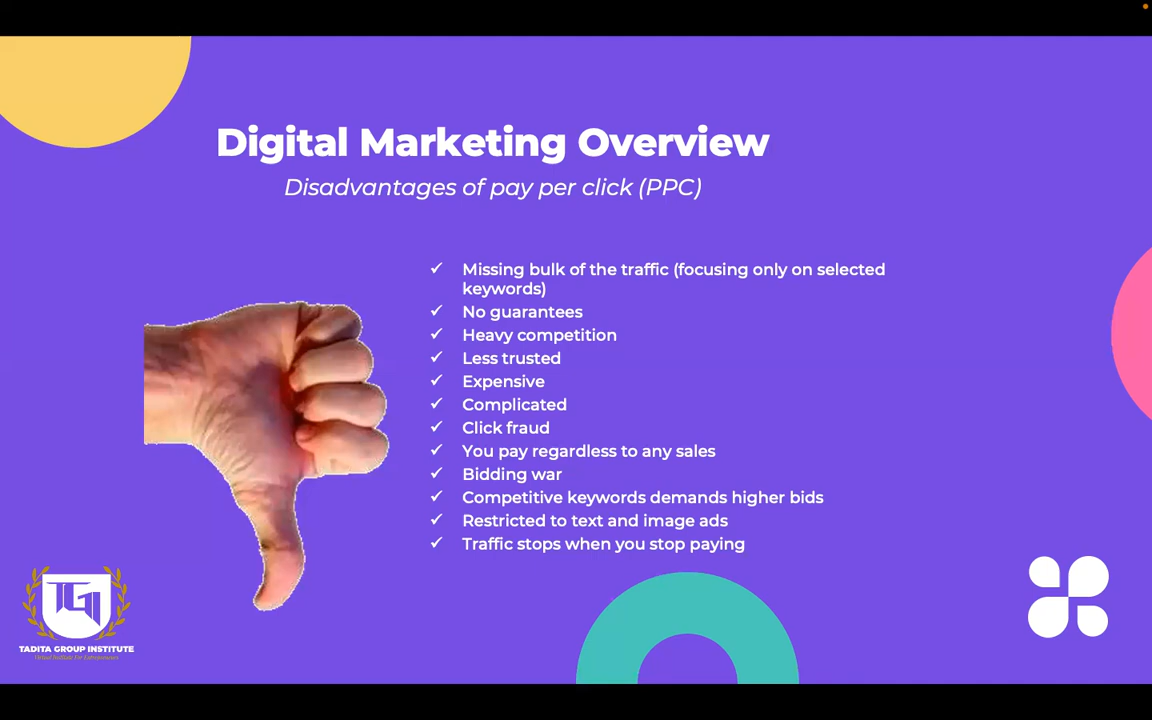 Digital Marketing Overview
Disadvantages of pay per click (PPC)
✓ Missing bulk of the traffic (focusing only on selected
keywords)
✓ No guarantees
✓ Heavy competition
✓ Less trusted
✓ Expensive
✓ Complicated
✓ Click fraud
✓ You pay regardless to any sales
✓ Bidding war
✓ Competitive keywords demands higher bids
✓ Restricted to text and image ads
✓ Traffic stops when you stop paying
TGI
TADITA GROUP INSTITUTE